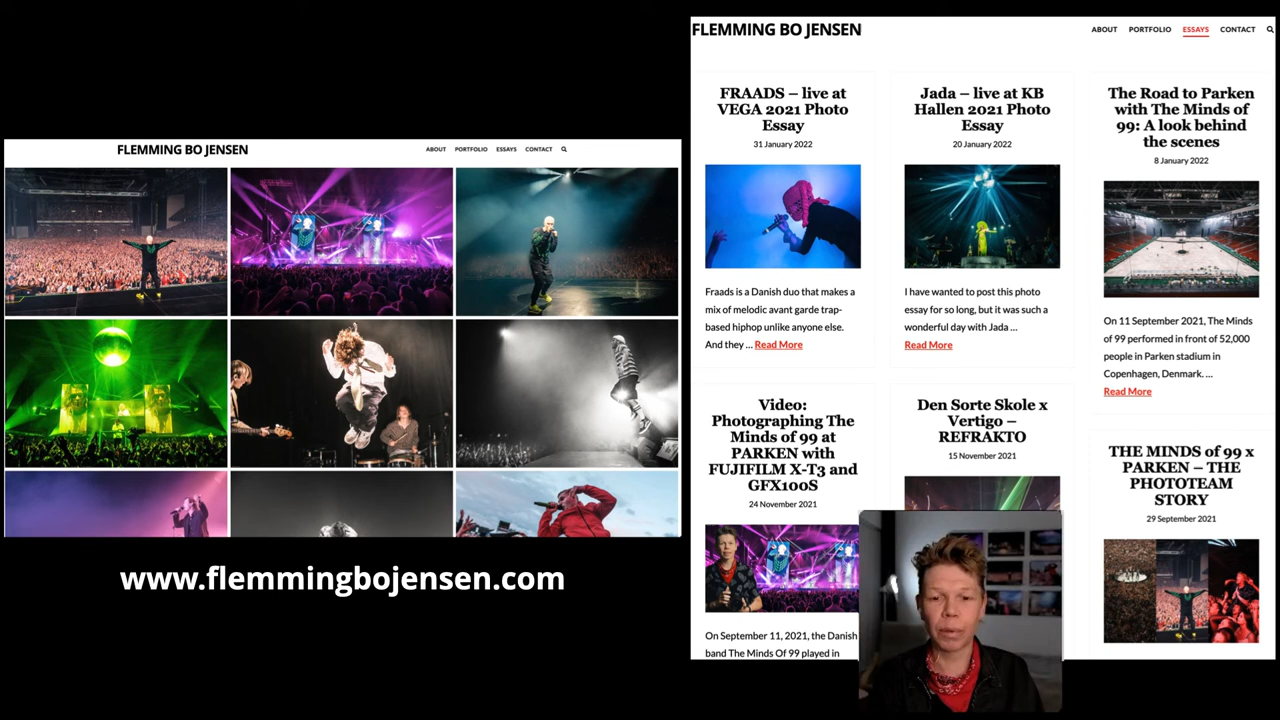 FLEMMING BO JENSEN
ABOUT PORTFOLIO ESSAYS CONTACT
www.flemmingbojensen.com
FLEMMING BO JENSEN
ABOUT PORTFOLIO ESSAYS CONTACT
FRAADS – live at
VEGA 2021 Photo
Essay
31 January 2022
Fraads is a Danish duo that makes a
mix of melodic avant garde trap-
based hiphop unlike anyone else.
And they ... Read More
Jada – live at KB
Hallen 2021 Photo
Essay
20 January 2022
I have wanted to post this photo
essay for so long, but it was such a
wonderful day with Jada ...
Read More
The Road to Parken
with The Minds of
99: A look behind
the scenes
8 January 2022
On 11 September 2021, The Minds
of 99 performed in front of 52,000
people in Parken stadium in
Copenhagen, Denmark. ...
Read More
Video:
Photographing The
Minds of 99 at
PARKEN with
FUJIFILM X-T3 and
GFX100S
24 November 2021
On September 11, 2021, the Danish
band The Minds Of 99 played in
Den Sorte Skole x
Vertigo –
REFRAKTO
15 November 2021
THE MINDS of 99 x
PARKEN – THE
PHOTOTEAM
STORY
29 September 2021